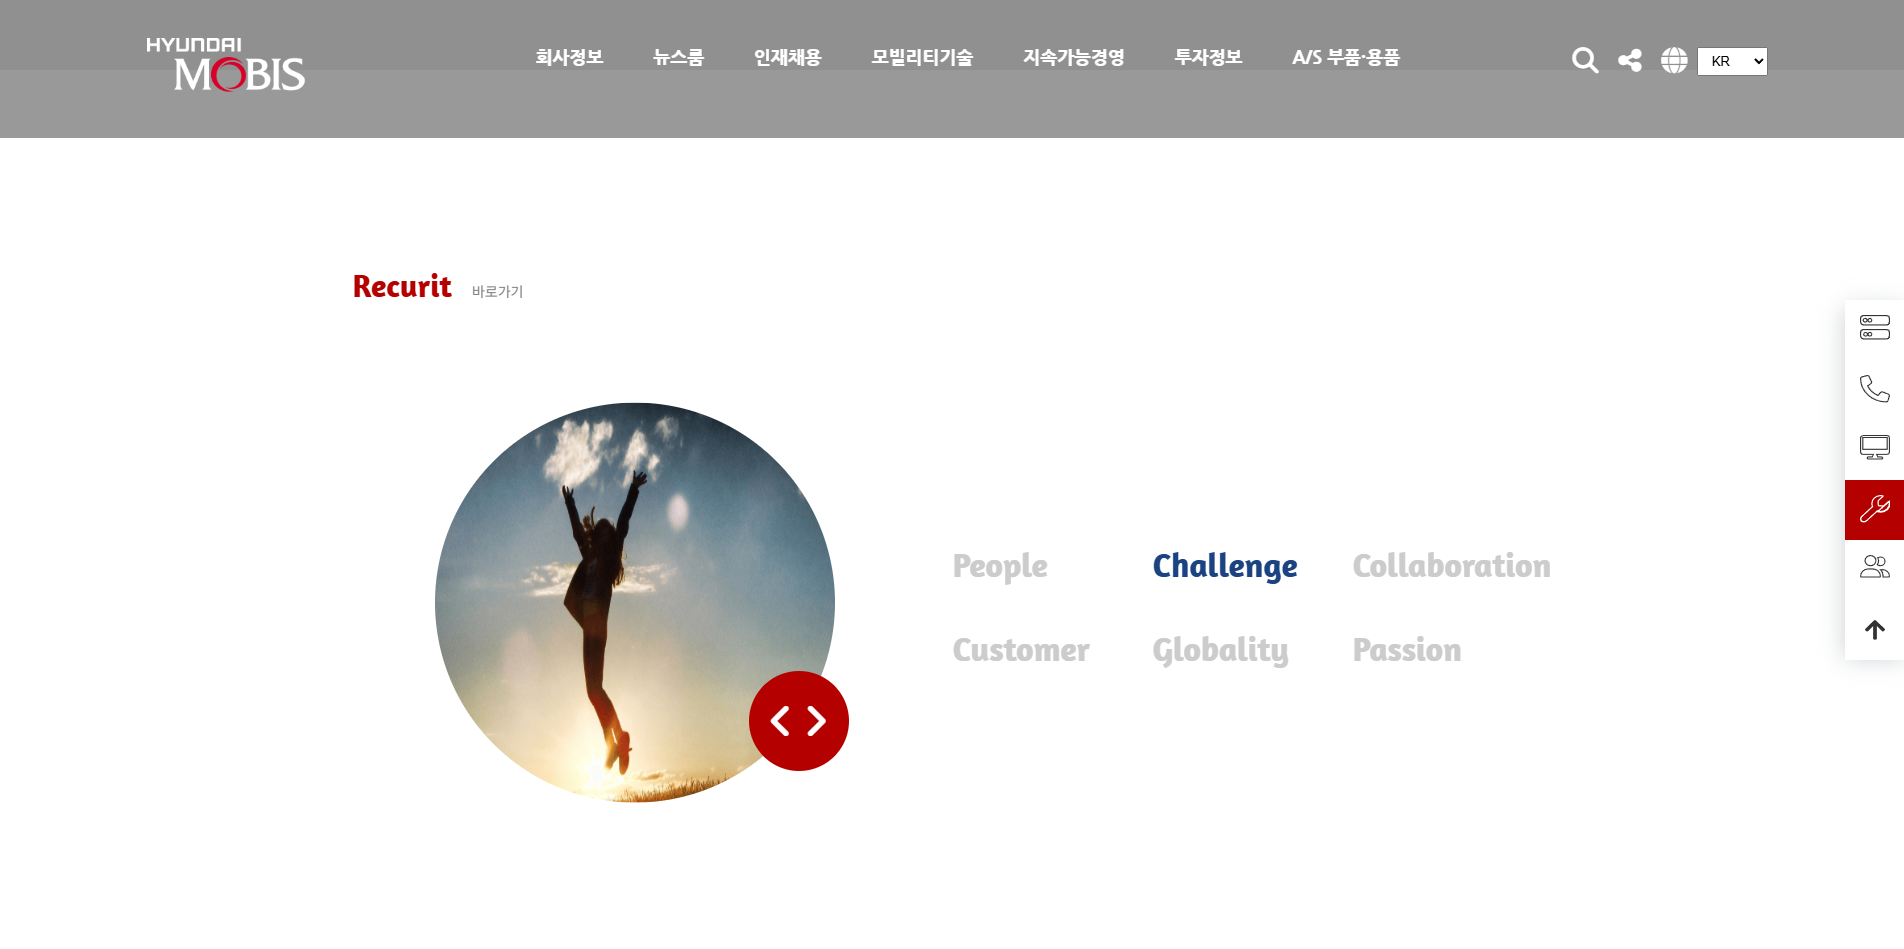 HYUNDAI
MOBIS
회사정보 뉴스룸 인재채용 모빌리티기술 지속가능경영 투자정보 A/S 부품·용품
KR
Recurit 바로가기
People Challenge Collaboration
Customer Globality Passion